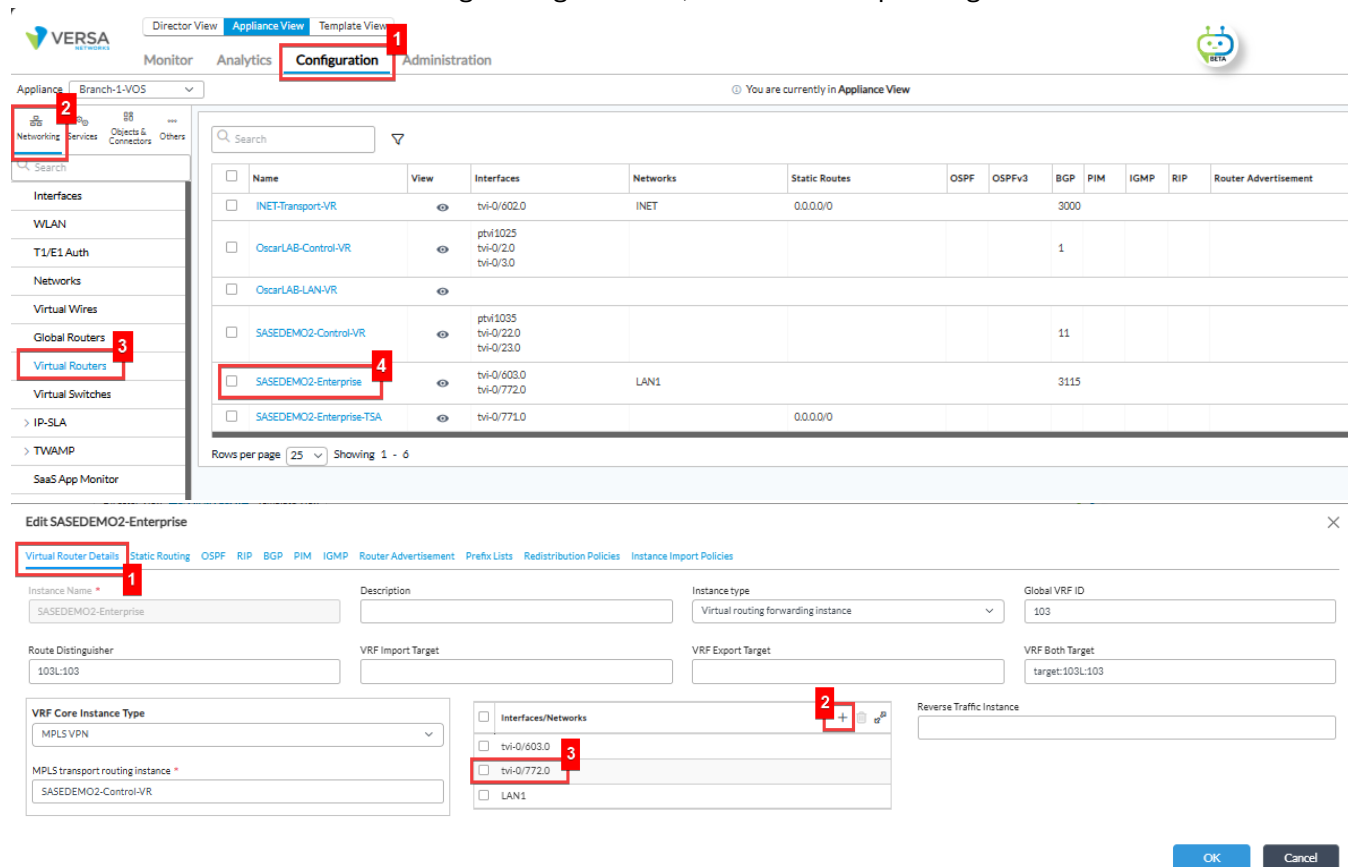 Director View Appliance View Template View
1
VERSA
NETWORKS
Monitor Analytics Configuration Administration
BETA
Appliance Branch-1-VOS
ⓘ You are currently in Appliance View
2
Networking Services Objects & Connectors Others
Search
Search
Name View Interfaces Networks Static Routes OSPF OSPFv3 BGP PIM IGMP RIP Router Advertisement
INET-Transport-VR tvi-0/602.0 INET 0.0.0.0/0 3000
OscarLAB-Control-VR ptvi1025 tvi-0/2.0 tvi-0/3.0 1
OscarLAB-LAN-VR
SASEDEMO2-Control-VR ptvi1035 tvi-0/22.0 tvi-0/23.0 11
4
SASEDEMO2-Enterprise tvi-0/603.0 tvi-0/772.0 LAN1 3115
SASEDEMO2-Enterprise-TSA tvi-0/771.0 0.0.0.0/0
Rows per page 25 Showing 1 - 6
Interfaces
WLAN
T1/E1 Auth
Networks
Virtual Wires
Global Routers
3
Virtual Routers
Virtual Switches
> IP-SLA
> TWAMP
SaaS App Monitor
Edit SASEDEMO2-Enterprise
Virtual Router Details Static Routing OSPF RIP BGP PIM IGMP Router Advertisement Prefix Lists Redistribution Policies Instance Import Policies
1
Instance Name * Description Instance type Global VRF ID
SASEDEMO2-Enterprise Virtual routing forwarding instance 103
Route Distinguisher VRF Import Target VRF Export Target VRF Both Target
103L:103 target:103L:103
VRF Core Instance Type
MPLS VPN
MPLS transport routing instance *
SASEDEMO2-Control-VR
2
Interfaces/Networks +
tvi-0/603.0
3
tvi-0/772.0
LAN1
Reverse Traffic Instance
OK Cancel